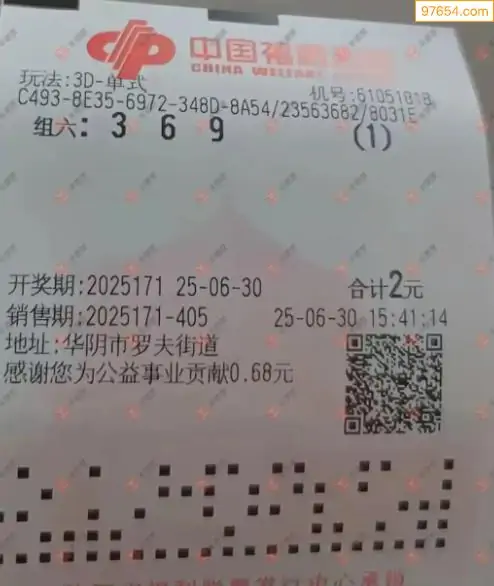 97654.com
中国福利彩票
CHINA WELFARE
玩法:3D-单式
机号:61051818
C493-8E35-6972-348D-8A54/23563682/8031E
组六: 3 6 9 (1)
开奖期:2025171 25-06-30 合计2元
销售期:2025171-405 25-06-30 15:41:14
地址:华阴市罗夫街道
感谢您为公益事业贡献0.68元